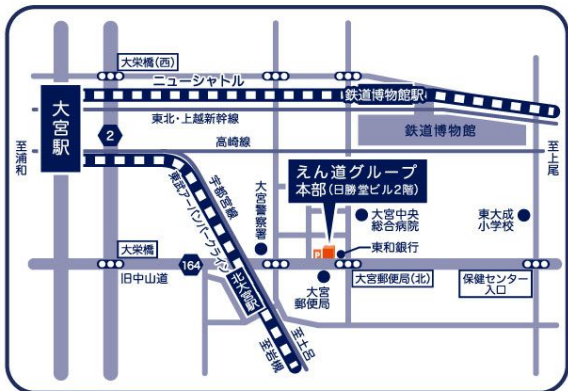 大栄橋(西)
ニューシャトル
鉄道博物館駅
大宮駅
東北・上越新幹線
鉄道博物館
2
高崎線
至浦和
至上尾
えん道グループ
本部(日勝堂ビル2階)
宇都宮線
東武アーバンパークライン
大宮警察署
大宮中央
総合病院
東大成
小学校
大栄橋
P
東和銀行
164
旧中山道
北大宮駅
大宮
郵便局
大宮郵便局(北)
保健センター
入口
至土呂
至岩槻